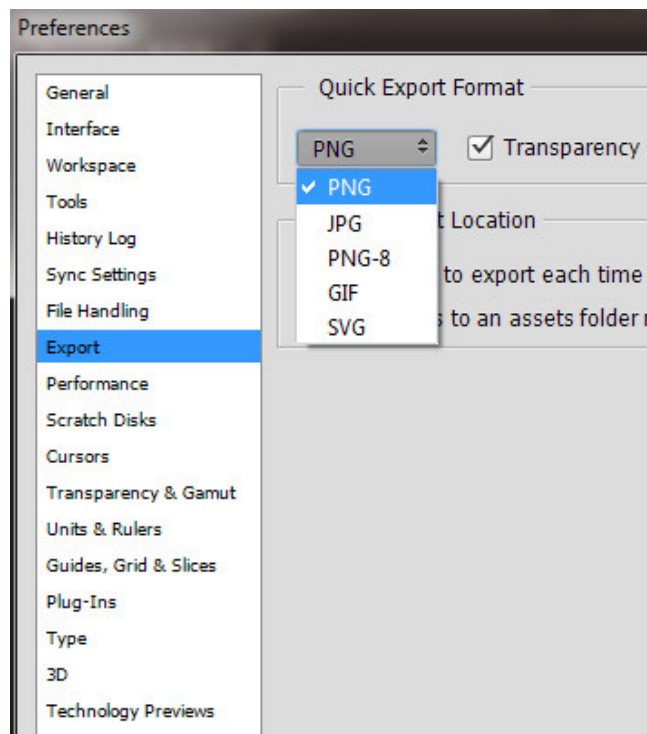 Preferences
General
Interface
Workspace
Tools
History Log
Sync Settings
File Handling
Export
Performance
Scratch Disks
Cursors
Transparency & Gamut
Units & Rulers
Guides, Grid & Slices
Plug-Ins
Type
3D
Technology Previews
Quick Export Format
PNG Transparency
PNG
JPG
PNG-8
GIF
SVG
Location
to export each time
to an assets folder